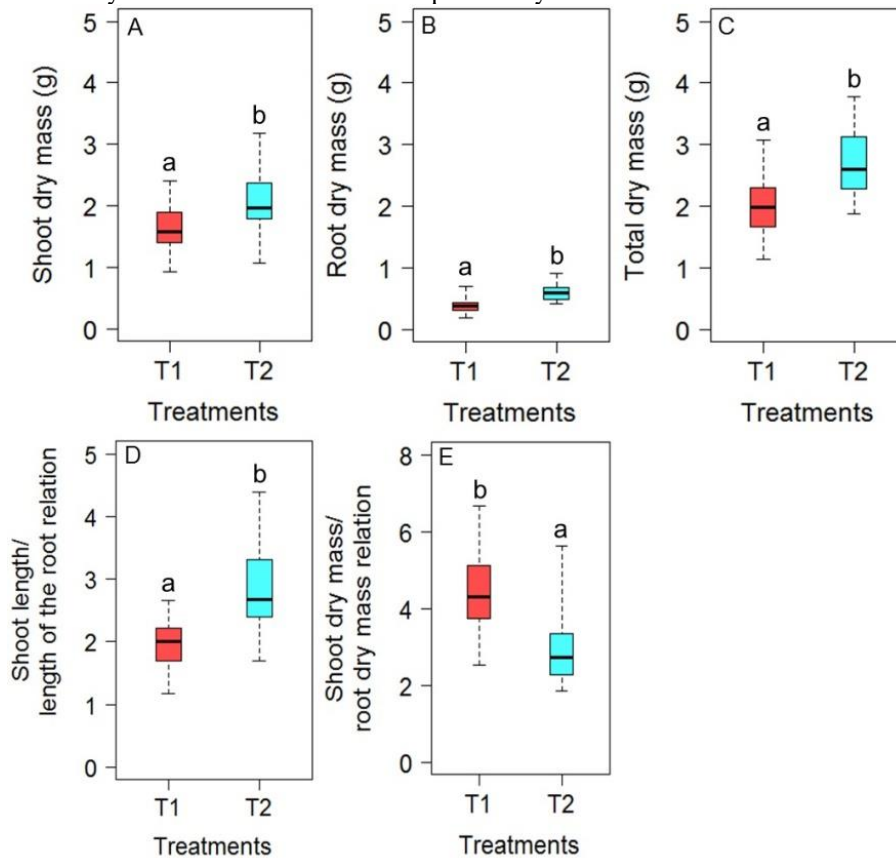 A
Shoot dry mass (g)
5
4
3
2
1
0
a
b
T1
T2
Treatments
B
Root dry mass (g)
5
4
3
2
1
0
a
b
T1
T2
Treatments
C
Total dry mass (g)
5
4
3
2
1
0
a
b
T1
T2
Treatments
D
Shoot length/
length of the root relation
5
4
3
2
1
0
a
b
T1
T2
Treatments
E
Shoot dry mass/
root dry mass relation
8
6
4
2
0
b
a
T1
T2
Treatments